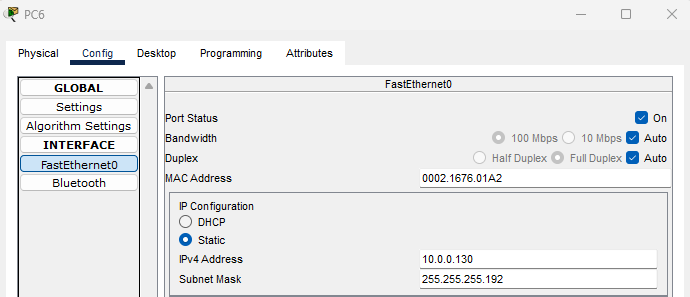 PC6
Physical Config Desktop Programming Attributes
GLOBAL
Settings
Algorithm Settings
INTERFACE
FastEthernet0
Bluetooth
FastEthernet0
Port Status On
Bandwidth 100 Mbps 10 Mbps Auto
Duplex Half Duplex Full Duplex Auto
MAC Address 0002.1676.01A2
IP Configuration
DHCP
Static
IPv4 Address 10.0.0.130
Subnet Mask 255.255.255.192